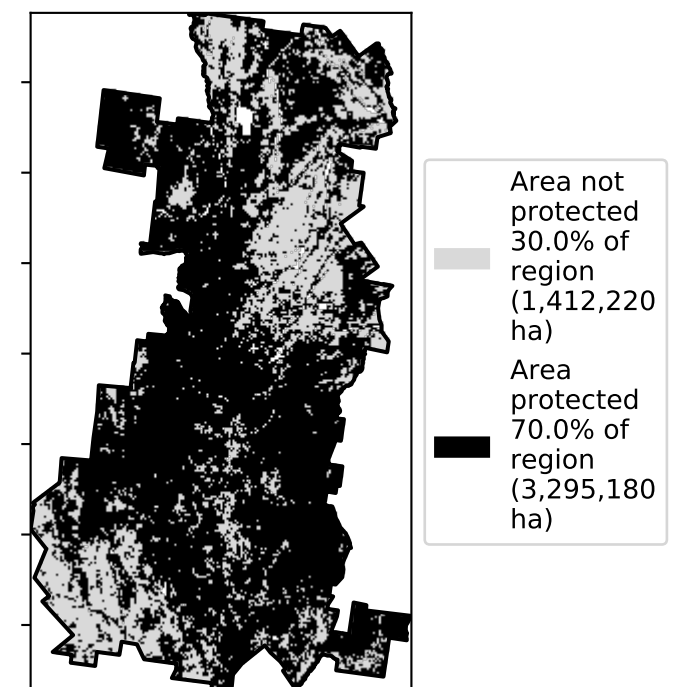 Area not
protected
30.0% of
region
(1,412,220
ha)
Area
protected
70.0% of
region
(3,295,180
ha)